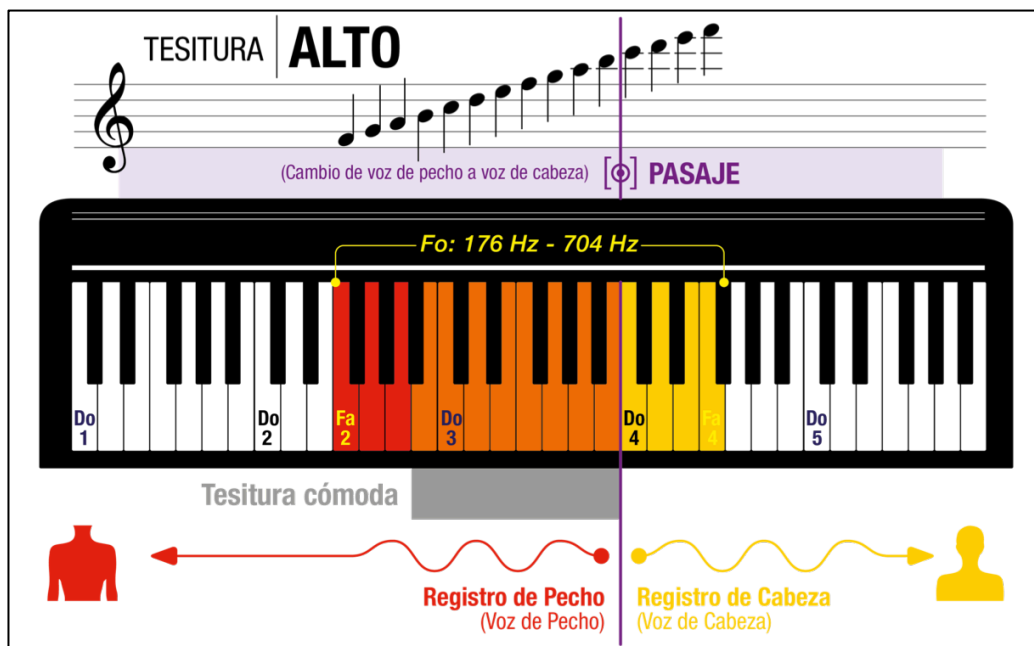 TESITURA ALTO
(Cambio de voz de pecho a voz de cabeza) PASAJE
Fo: 176 Hz - 704 Hz
Do
1
Do
2
Fa
2
Do
3
Do
4
Fa
4
Do
5
Tesitura cómoda
Registro de Pecho
(Voz de Pecho)
Registro de Cabeza
(Voz de Cabeza)